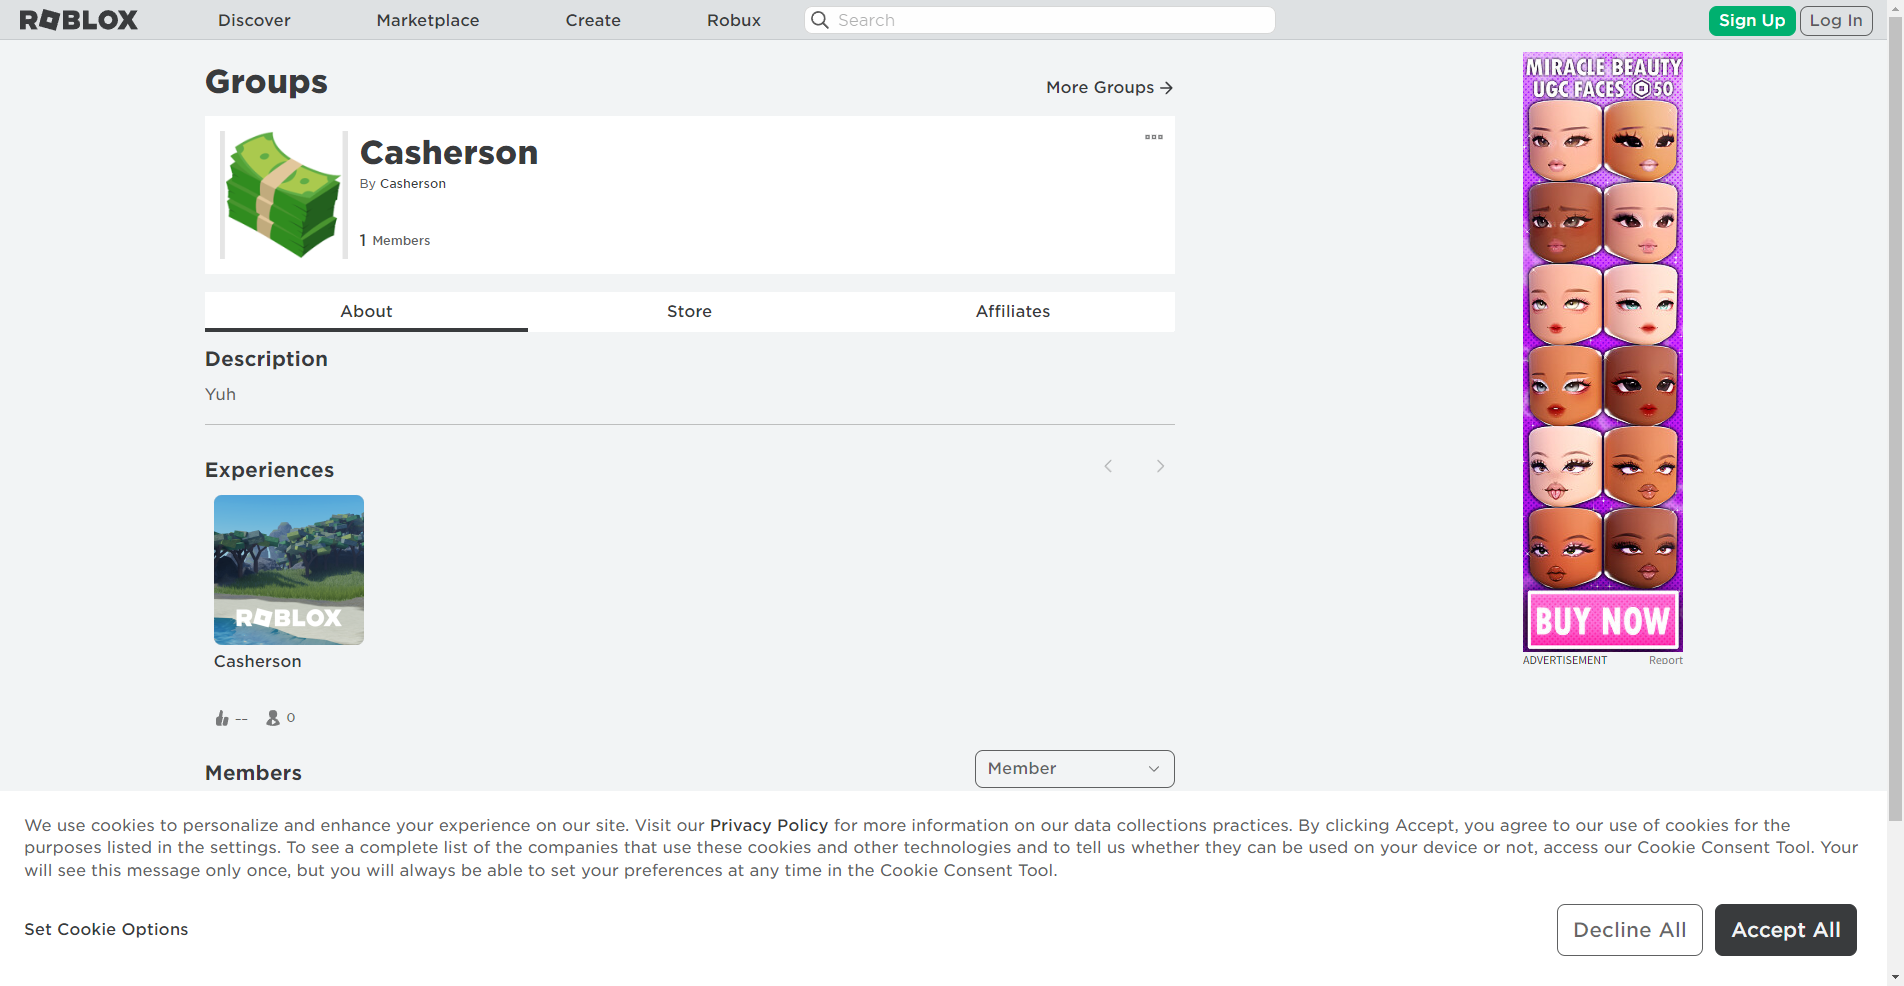 ROBLOX
Discover
Marketplace
Create
Robux
Search
Sign Up
Log In
Groups
More Groups →
Casherson
By Casherson
1 Members
About
Store
Affiliates
Description
Yuh
Experiences
ROBLOX
Casherson
--
0
Members
Member
MIRACLE BEAUTY
UGC FACES 50
BUY NOW
ADVERTISEMENT
Report
We use cookies to personalize and enhance your experience on our site. Visit our Privacy Policy for more information on our data collections practices. By clicking Accept, you agree to our use of cookies for the
purposes listed in the settings. To see a complete list of the companies that use these cookies and other technologies and to tell us whether they can be used on your device or not, access our Cookie Consent Tool. Your
will see this message only once, but you will always be able to set your preferences at any time in the Cookie Consent Tool.
Set Cookie Options
Decline All
Accept All